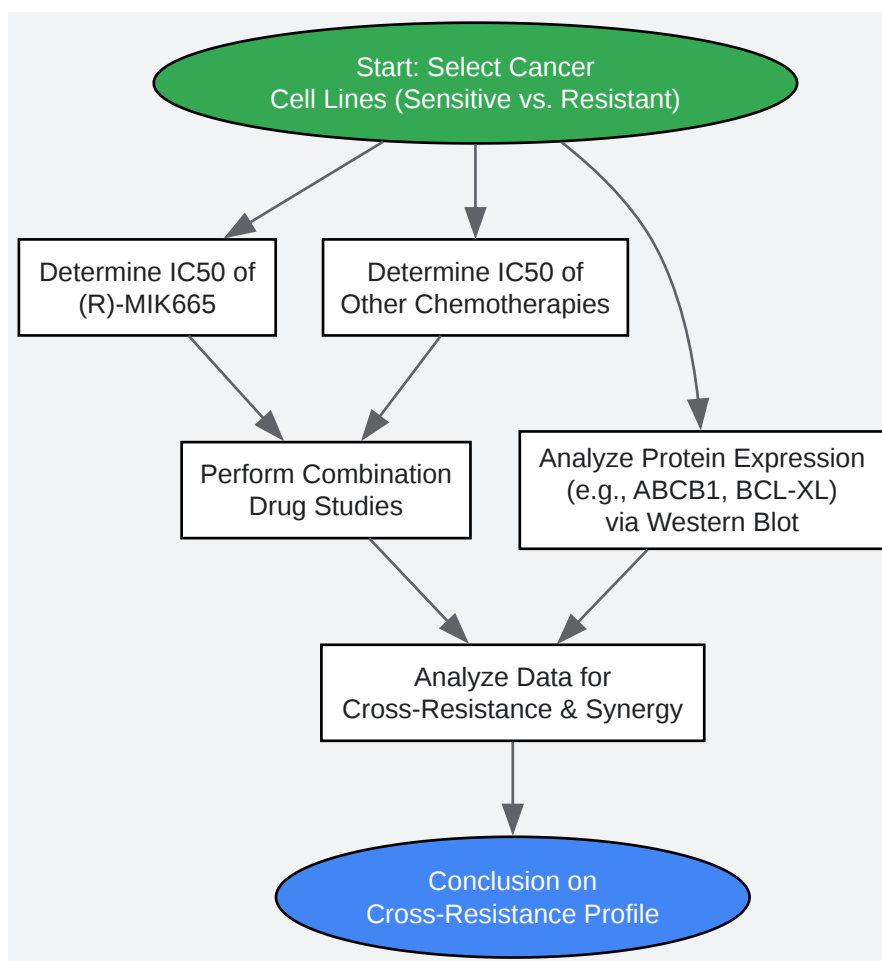 Start: Select Cancer
Cell Lines (Sensitive vs. Resistant)
Determine IC50 of
(R)-MIK665
Determine IC50 of
Other Chemotherapies
Perform Combination
Drug Studies
Analyze Protein Expression
(e.g., ABCB1, BCL-XL)
via Western Blot
Analyze Data for
Cross-Resistance & Synergy
Conclusion on
Cross-Resistance Profile